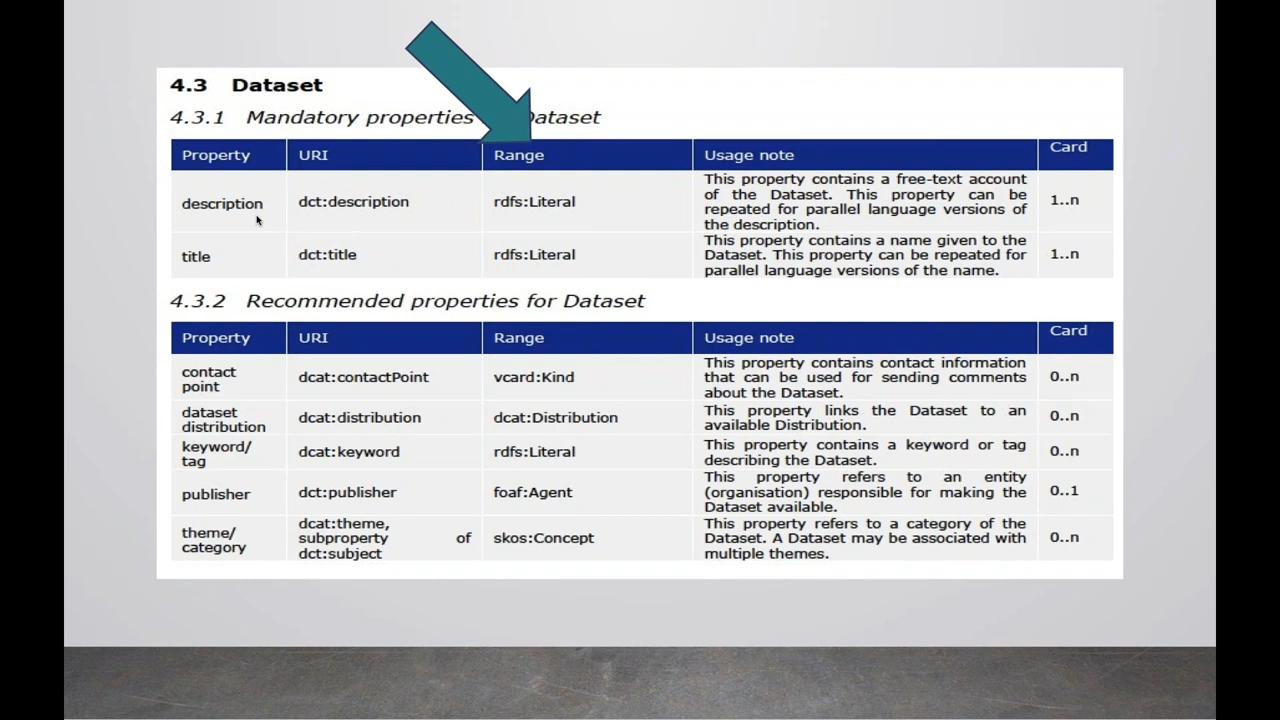 4.3 Dataset
4.3.1 Mandatory properties Dataset
Property URI Range Usage note Card
description dct:description rdfs:Literal This property contains a free-text account
of the Dataset. This property can be
repeated for parallel language versions of
the description. 1..n
title dct:title rdfs:Literal This property contains a name given to the
Dataset. This property can be repeated for
parallel language versions of the name. 1..n
4.3.2 Recommended properties for Dataset
Property URI Range Usage note Card
contact
point dcat:contactPoint vcard:Kind This property contains contact information
that can be used for sending comments
about the Dataset. 0..n
dataset
distribution dcat:distribution dcat:Distribution This property links the Dataset to an
available Distribution. 0..n
keyword/
tag dcat:keyword rdfs:Literal This property contains a keyword or tag
describing the Dataset. 0..n
publisher dct:publisher foaf:Agent This property refers to an entity
(organisation) responsible for making the
Dataset available. 0..1
theme/
category dcat:theme,
subproperty of
dct:subject skos:Concept This property refers to a category of the
Dataset. A Dataset may be associated with
multiple themes. 0..n